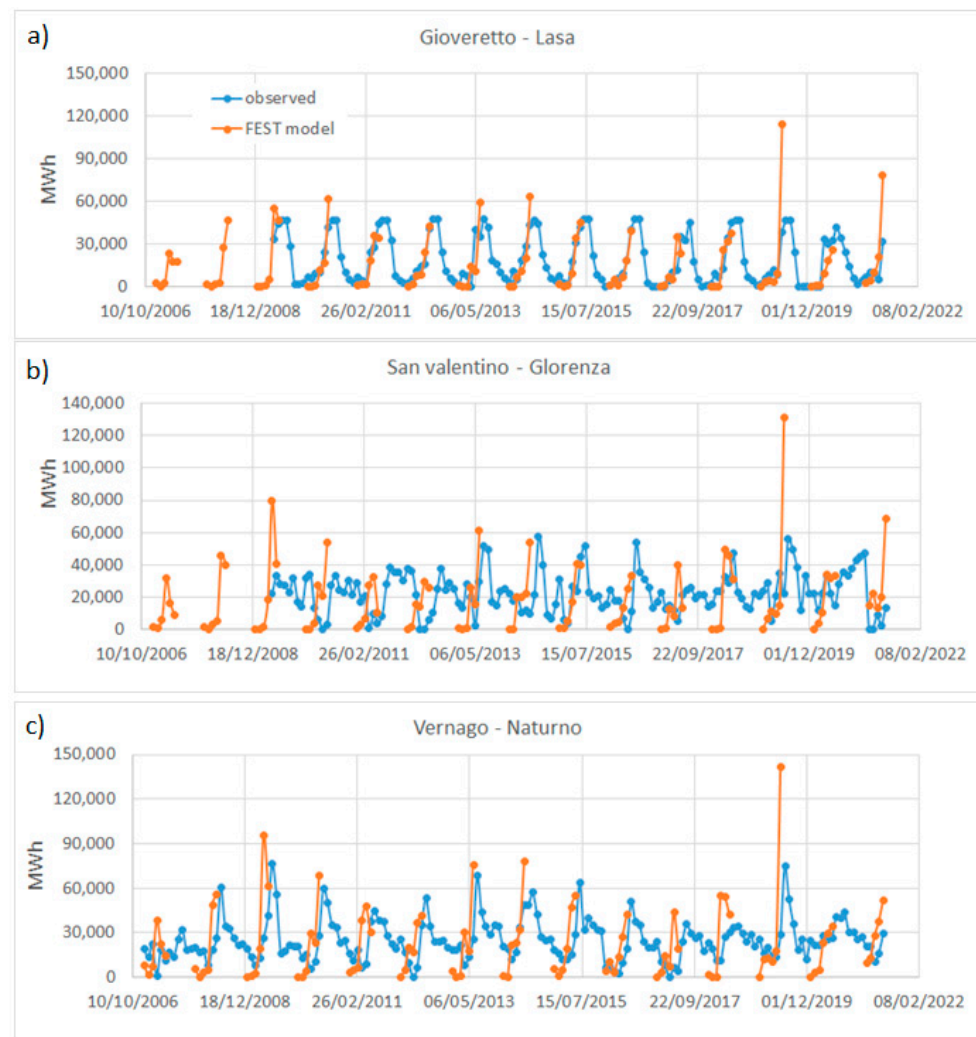 a)
Gioveretto - Lasa
150,000
120,000
90,000
60,000
30,000
0
MWh
observed
FEST model
10/10/2006 18/12/2008 26/02/2011 06/05/2013 15/07/2015 22/09/2017 01/12/2019 08/02/2022
b)
San valentino - Glorenza
140,000
120,000
100,000
80,000
60,000
40,000
20,000
0
MWh
10/10/2006 18/12/2008 26/02/2011 06/05/2013 15/07/2015 22/09/2017 01/12/2019 08/02/2022
c)
Vernago - Naturno
150,000
120,000
90,000
60,000
30,000
0
MWh
10/10/2006 18/12/2008 26/02/2011 06/05/2013 15/07/2015 22/09/2017 01/12/2019 08/02/2022